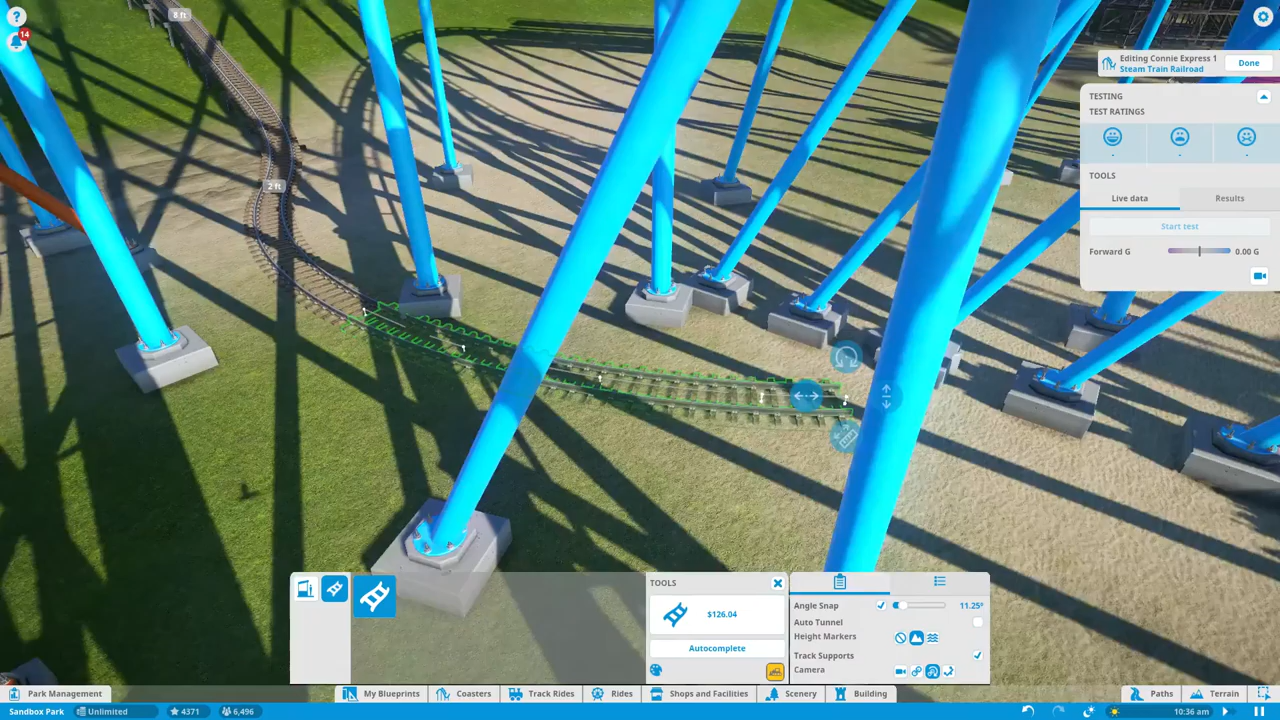 8 ft
?
14
Editing Connie Express 1
Steam Train Railroad
Done
TESTING
TEST RATINGS
- - -
2 ft
TOOLS
Live data Results
Start test
Forward G 0.00 G
TOOLS
$126.04
Autocomplete
Angle Snap 11.25°
Auto Tunnel
Height Markers
Track Supports
Camera
Park Management My Blueprints Coasters Track Rides Rides Shops and Facilities Scenery Building Paths Terrain
Sandbox Park Unlimited 4371 6,496 10:36 am